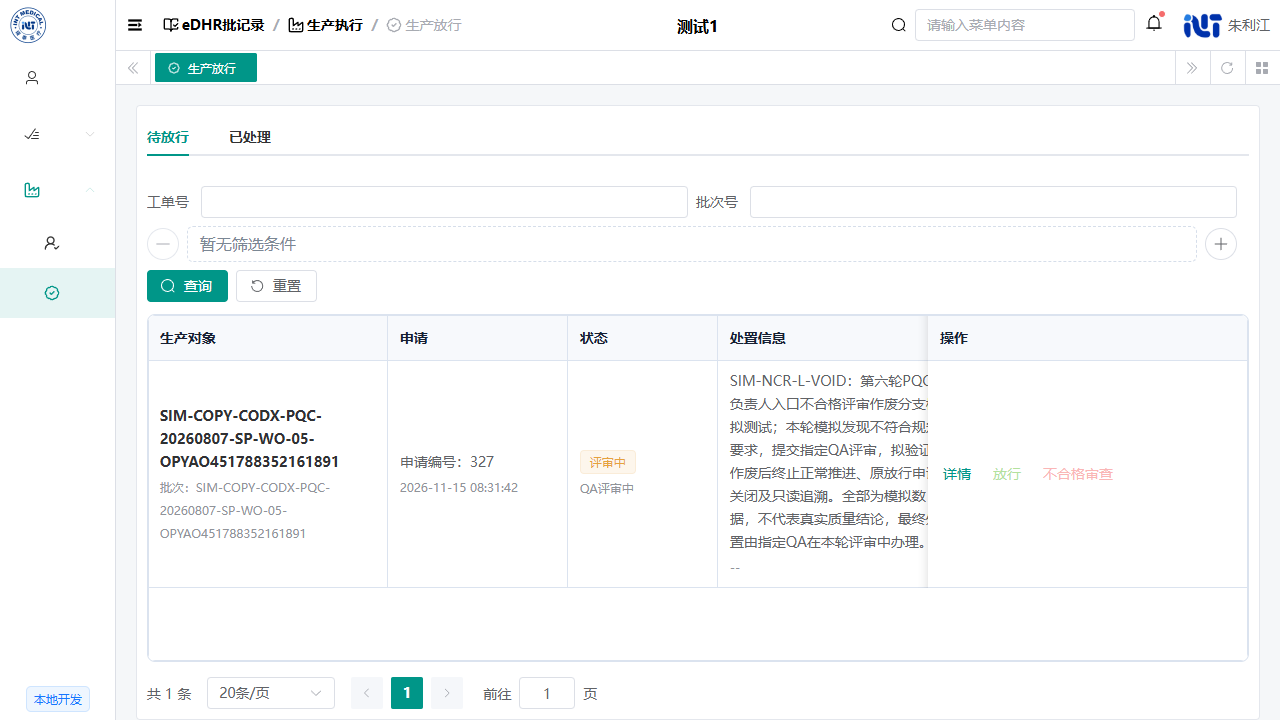 eDHR批记录 / 生产执行 / 生产放行
测试1
请输入菜单内容
朱利江
生产放行
待放行
已处理
工单号
批次号
暂无筛选条件
查询
重置
生产对象
申请
状态
处置信息
操作
SIM-COPY-CODX-PQC-
20260807-SP-WO-05-
OPYAO451788352161891
批次：SIM-COPY-CODX-PQC-
20260807-SP-WO-05-
OPYAO451788352161891
申请编号：327
2026-11-15 08:31:42
评审中
QA评审中
SIM-NCR-L-VOID：第六轮PQC
负责人入口不合格评审作废分支模
拟测试；本轮模拟发现不符合规定
要求，提交指定QA评审，拟验证
作废后终止正常推进、原放行申请
关闭及只读追溯。全部为模拟数
据，不代表真实质量结论，最终处
置由指定QA在本轮评审中办理。
--
详情
放行
不合格审查
本地开发
共 1 条
20条/页
1
前往
1
页